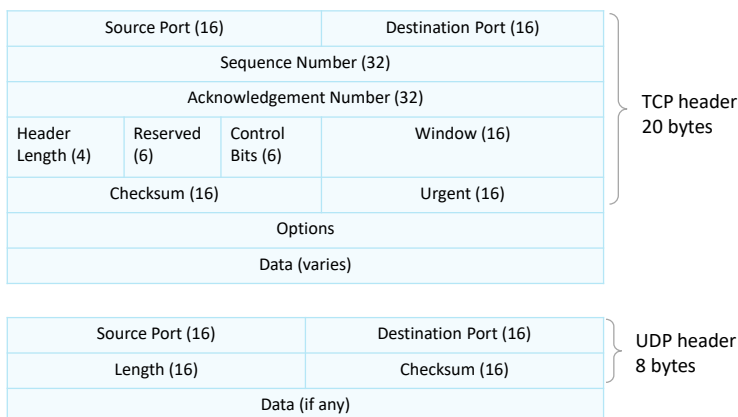 Source Port (16) Destination Port (16)
Sequence Number (32)
Acknowledgement Number (32)
Header Length (4) Reserved (6) Control Bits (6) Window (16)
Checksum (16) Urgent (16)
Options
Data (varies)
TCP header
20 bytes
Source Port (16) Destination Port (16)
Length (16) Checksum (16)
Data (if any)
UDP header
8 bytes